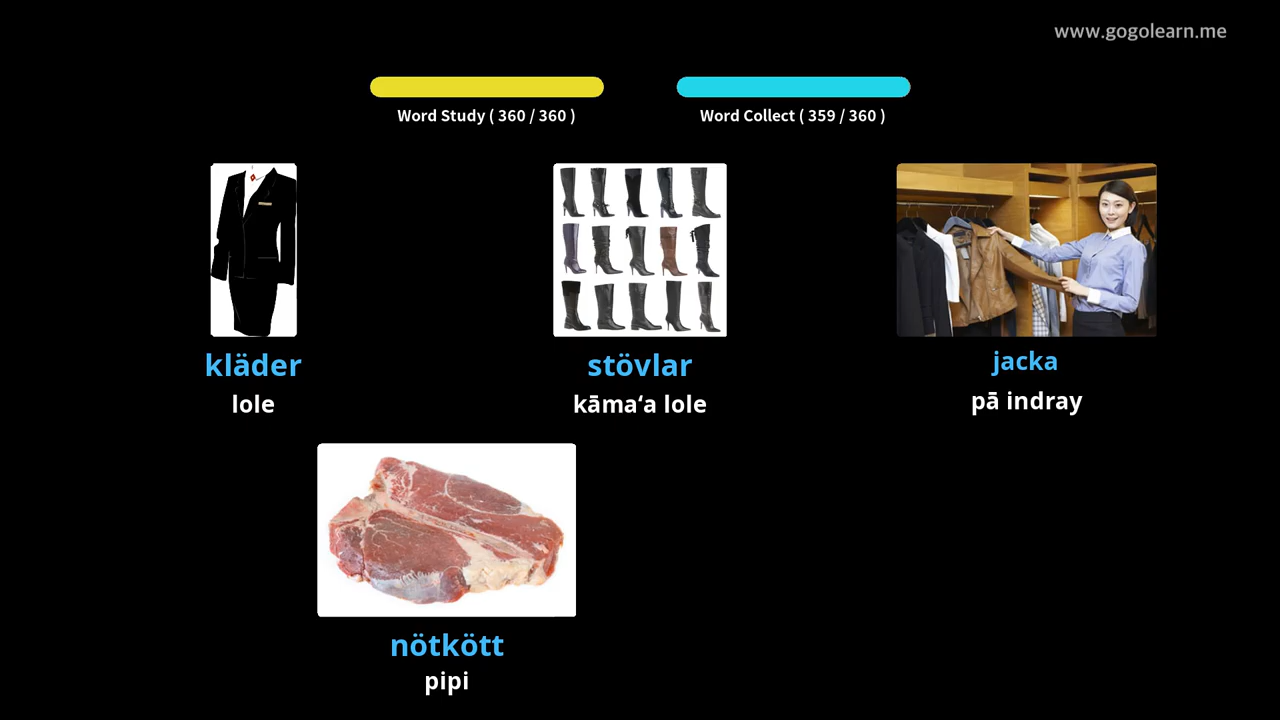 www.gogolearn.me
Word Study ( 360 / 360 )
Word Collect ( 359 / 360 )
kläder
lole
stövlar
kāmaʻa lole
jacka
pā indray
nötkött
pipi